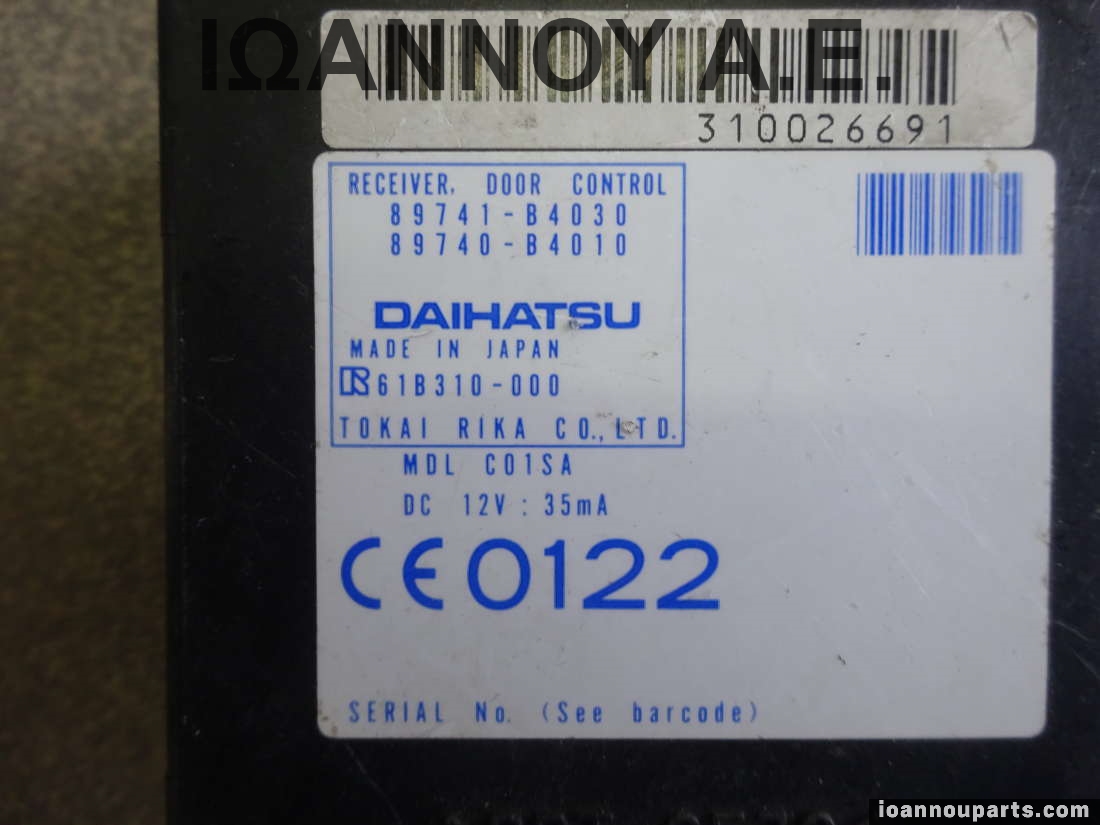 ΙΩΑΝΝΟΥ Α.Ε.
310026691
RECEIVER, DOOR CONTROL
89741-B4030
89740-B4010
DAIHATSU
MADE IN JAPAN
R 61B310-000
TOKAI RIKA CO., LTD.
MDL C01SA
DC 12V : 35mA
CE0122
SERIAL No. (See barcode)
ioannouparts.com